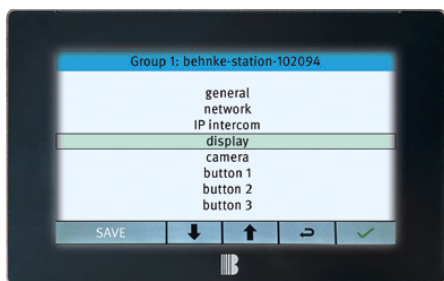 Group 1: behnke-station-102094
general
network
IP intercom
display
camera
button 1
button 2
button 3
SAVE